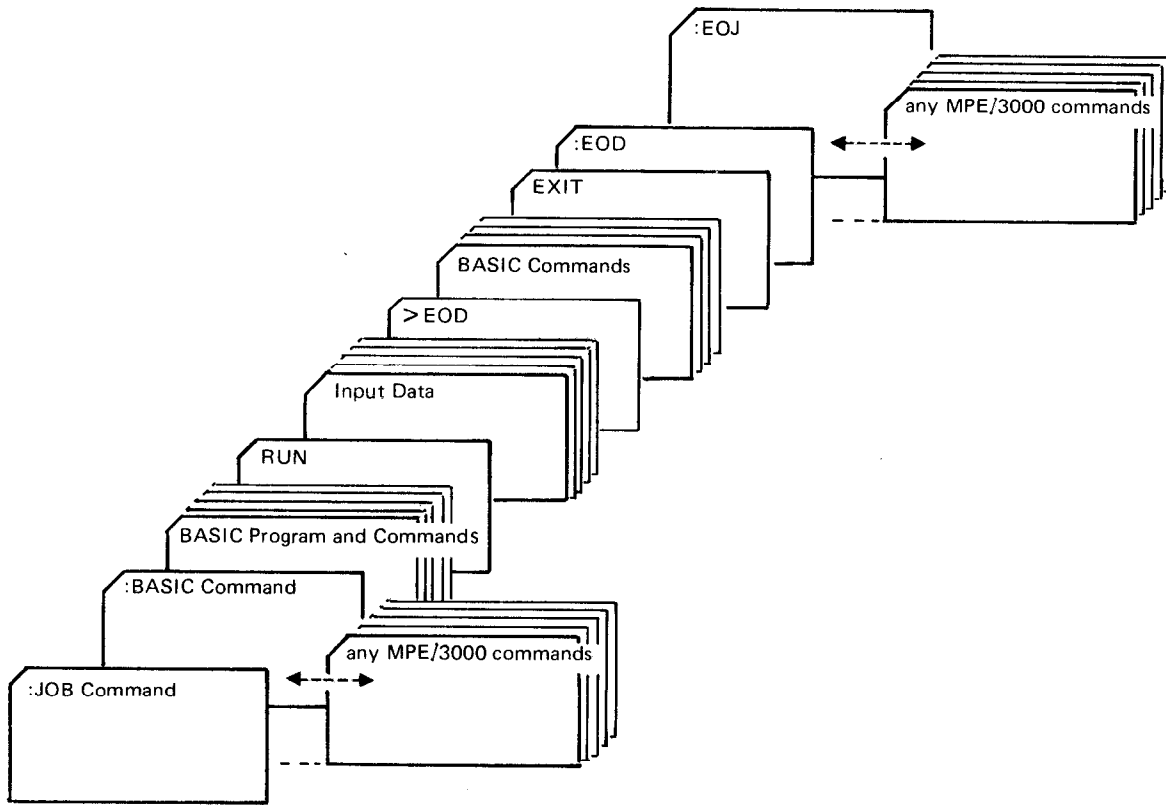 :EOJ
any MPE/3000 commands
:EOD
EXIT
BASIC Commands
> EOD
Input Data
RUN
BASIC Program and Commands
:BASIC Command
any MPE/3000 commands
:JOB Command